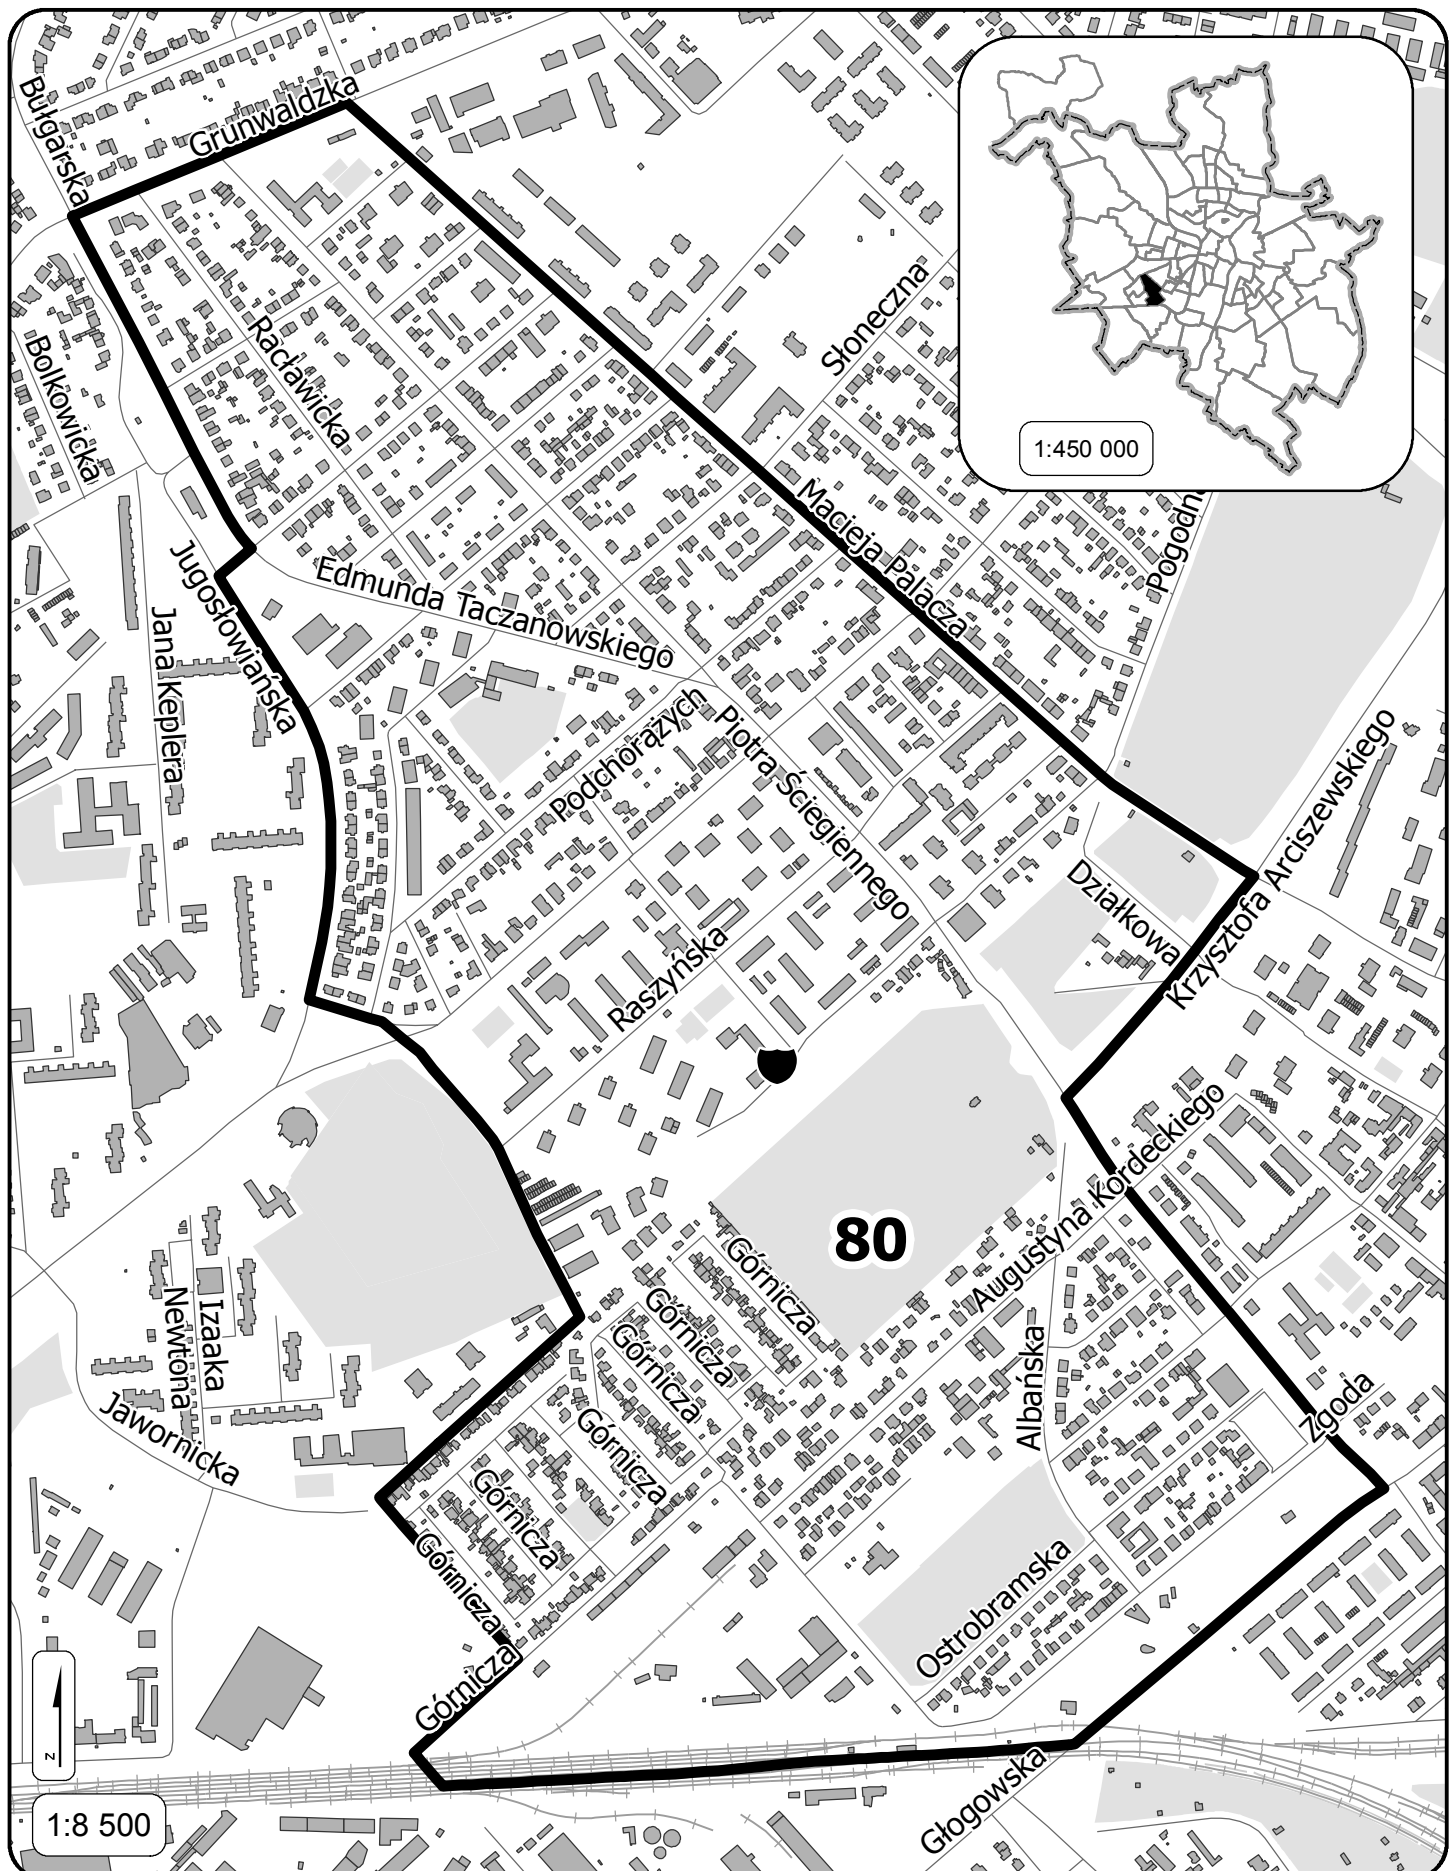 Bułgarska
Grunwaldzka
1:450 000
Słoneczna
Racławicka
Bolkowicka
Macieja Palacza
Jugosłowiańska
Edmunda Taczanowskiego
Jana Keplera
Podchorążych
Piotra Ściegiennego
Arciszewskiego
Krzysztofa
Działkowa
Raszyńska
80
Augustyna Kordeckiego
Górnicza
Górnicza
Górnicza
Górnicza
Górnicza
Górnicza
Górnicza
Izaaka
Newtona
Jawornicka
Albańska
Zgoda
Ostrobramska
Głogowska
N
1:8 500